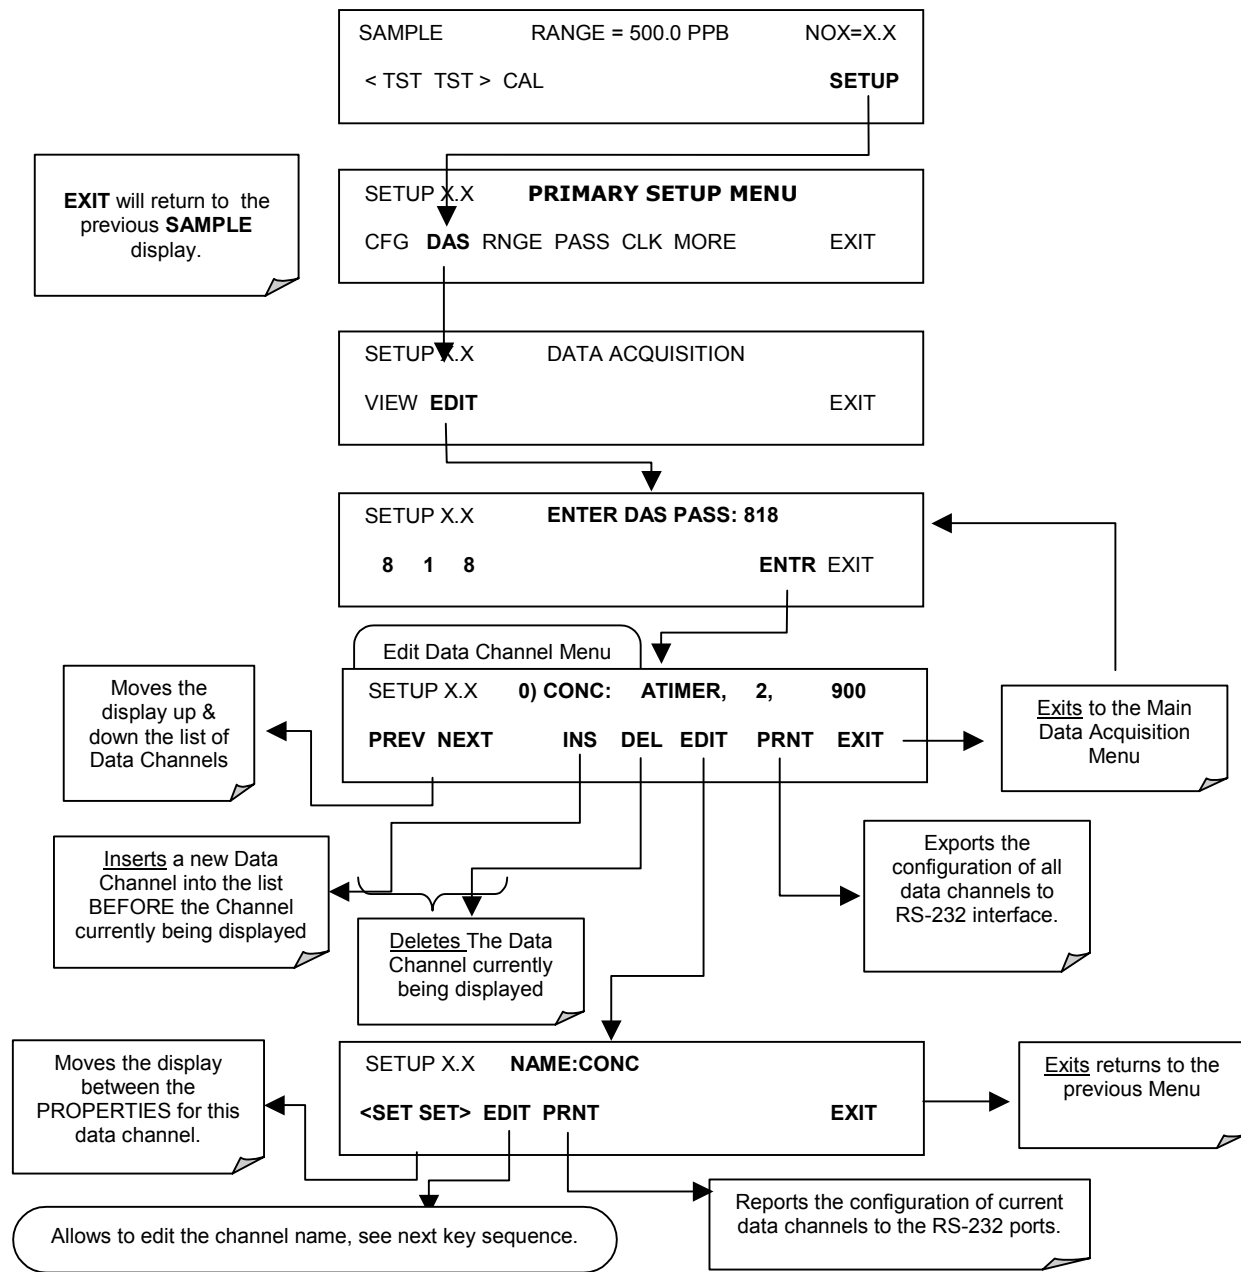 SAMPLE RANGE = 500.0 PPB NOX=X.X
< TST TST > CAL SETUP
EXIT will return to the
previous SAMPLE
display.
SETUP X.X PRIMARY SETUP MENU
CFG DAS RNGE PASS CLK MORE EXIT
SETUP X.X DATA ACQUISITION
VIEW EDIT EXIT
SETUP X.X ENTER DAS PASS: 818
8 1 8 ENTR EXIT
Edit Data Channel Menu
SETUP X.X 0) CONC: ATIMER, 2, 900
PREV NEXT INS DEL EDIT PRNT EXIT
Moves the
display up &
down the list of
Data Channels
Exits to the Main
Data Acquisition
Menu
Inserts a new Data
Channel into the list
BEFORE the Channel
currently being displayed
Deletes The Data
Channel currently
being displayed
Exports the
configuration of all
data channels to
RS-232 interface.
Moves the display
between the
PROPERTIES for this
data channel.
SETUP X.X NAME:CONC
<SET SET> EDIT PRNT EXIT
Exits returns to the
previous Menu
Allows to edit the channel name, see next key sequence.
Reports the configuration of current
data channels to the RS-232 ports.